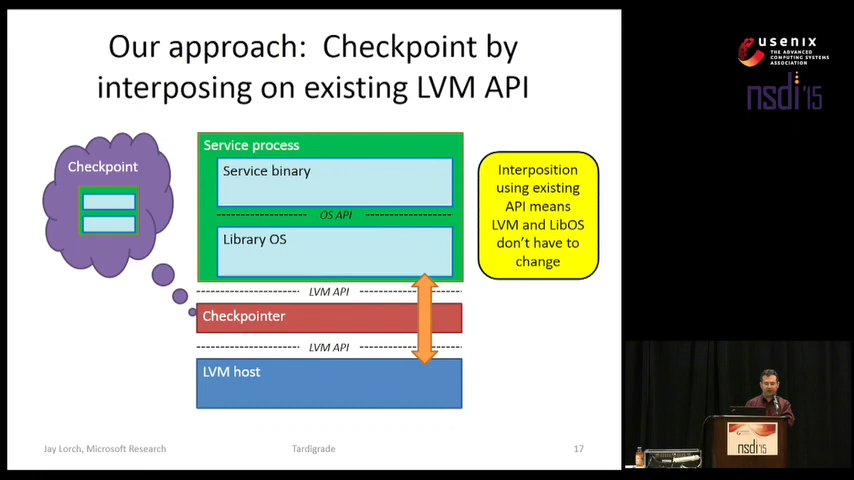 Our approach: Checkpoint by
interposing on existing LVM API
Checkpoint
Service process
Service binary
OS API
Library OS
LVM API
Checkpointer
LVM API
LVM host
Interposition
using existing
API means
LVM and LibOS
don't have to
change
Jay Lorch, Microsoft Research
Tardigrade
17
usenix
THE ADVANCED
COMPUTING SYSTEMS
ASSOCIATION
nsdi'15
nsdi'15